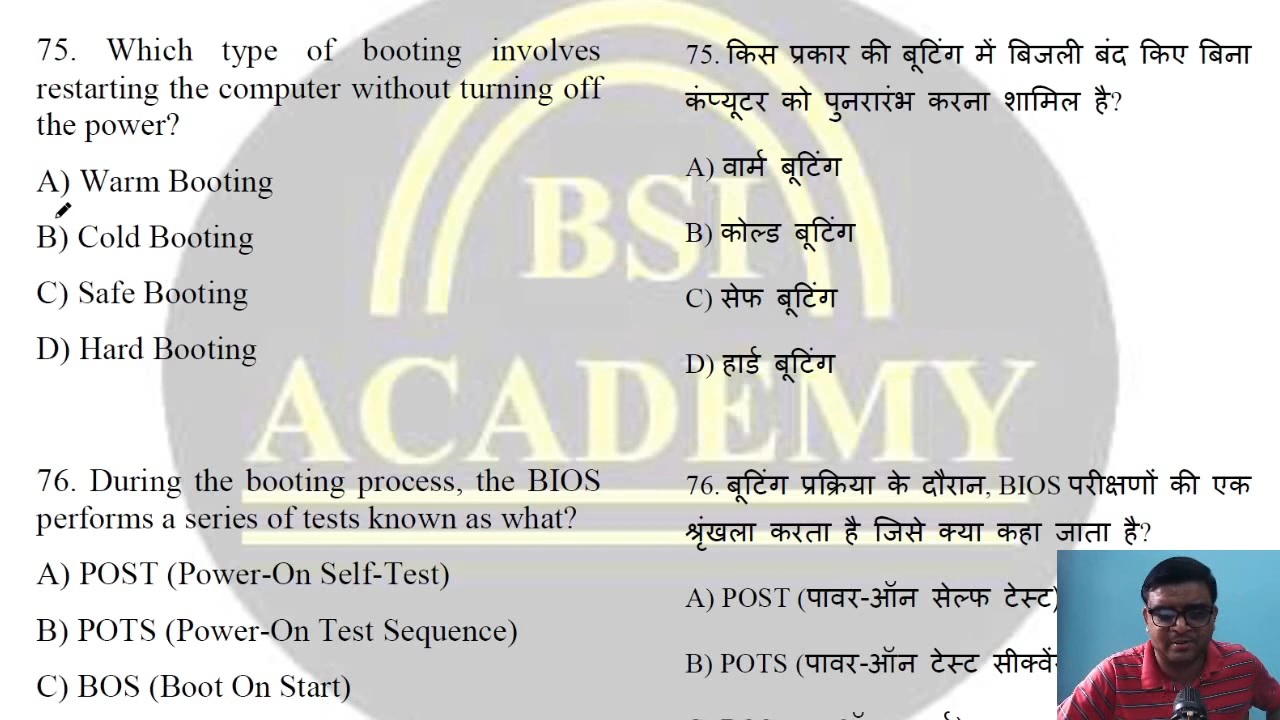 75. Which type of booting involves
restarting the computer without turning off
the power?
A) Warm Booting
B) Cold Booting
C) Safe Booting
D) Hard Booting
76. During the booting process, the BIOS
performs a series of tests known as what?
A) POST (Power-On Self-Test)
B) POTS (Power-On Test Sequence)
C) BOS (Boot On Start)
75. किस प्रकार की बूटिंग में बिजली बंद किए बिना
कंप्यूटर को पुनरारंभ करना शामिल है?
A) वार्म बूटिंग
B) कोल्ड बूटिंग
C) सेफ बूटिंग
D) हार्ड बूटिंग
76. बूटिंग प्रक्रिया के दौरान, BIOS परीक्षणों की एक
श्रृंखला करता है जिसे क्या कहा जाता है?
A) POST (पावर-ऑन सेल्फ टेस्ट)
B) POTS (पावर-ऑन टेस्ट
BSI
ACADEMY